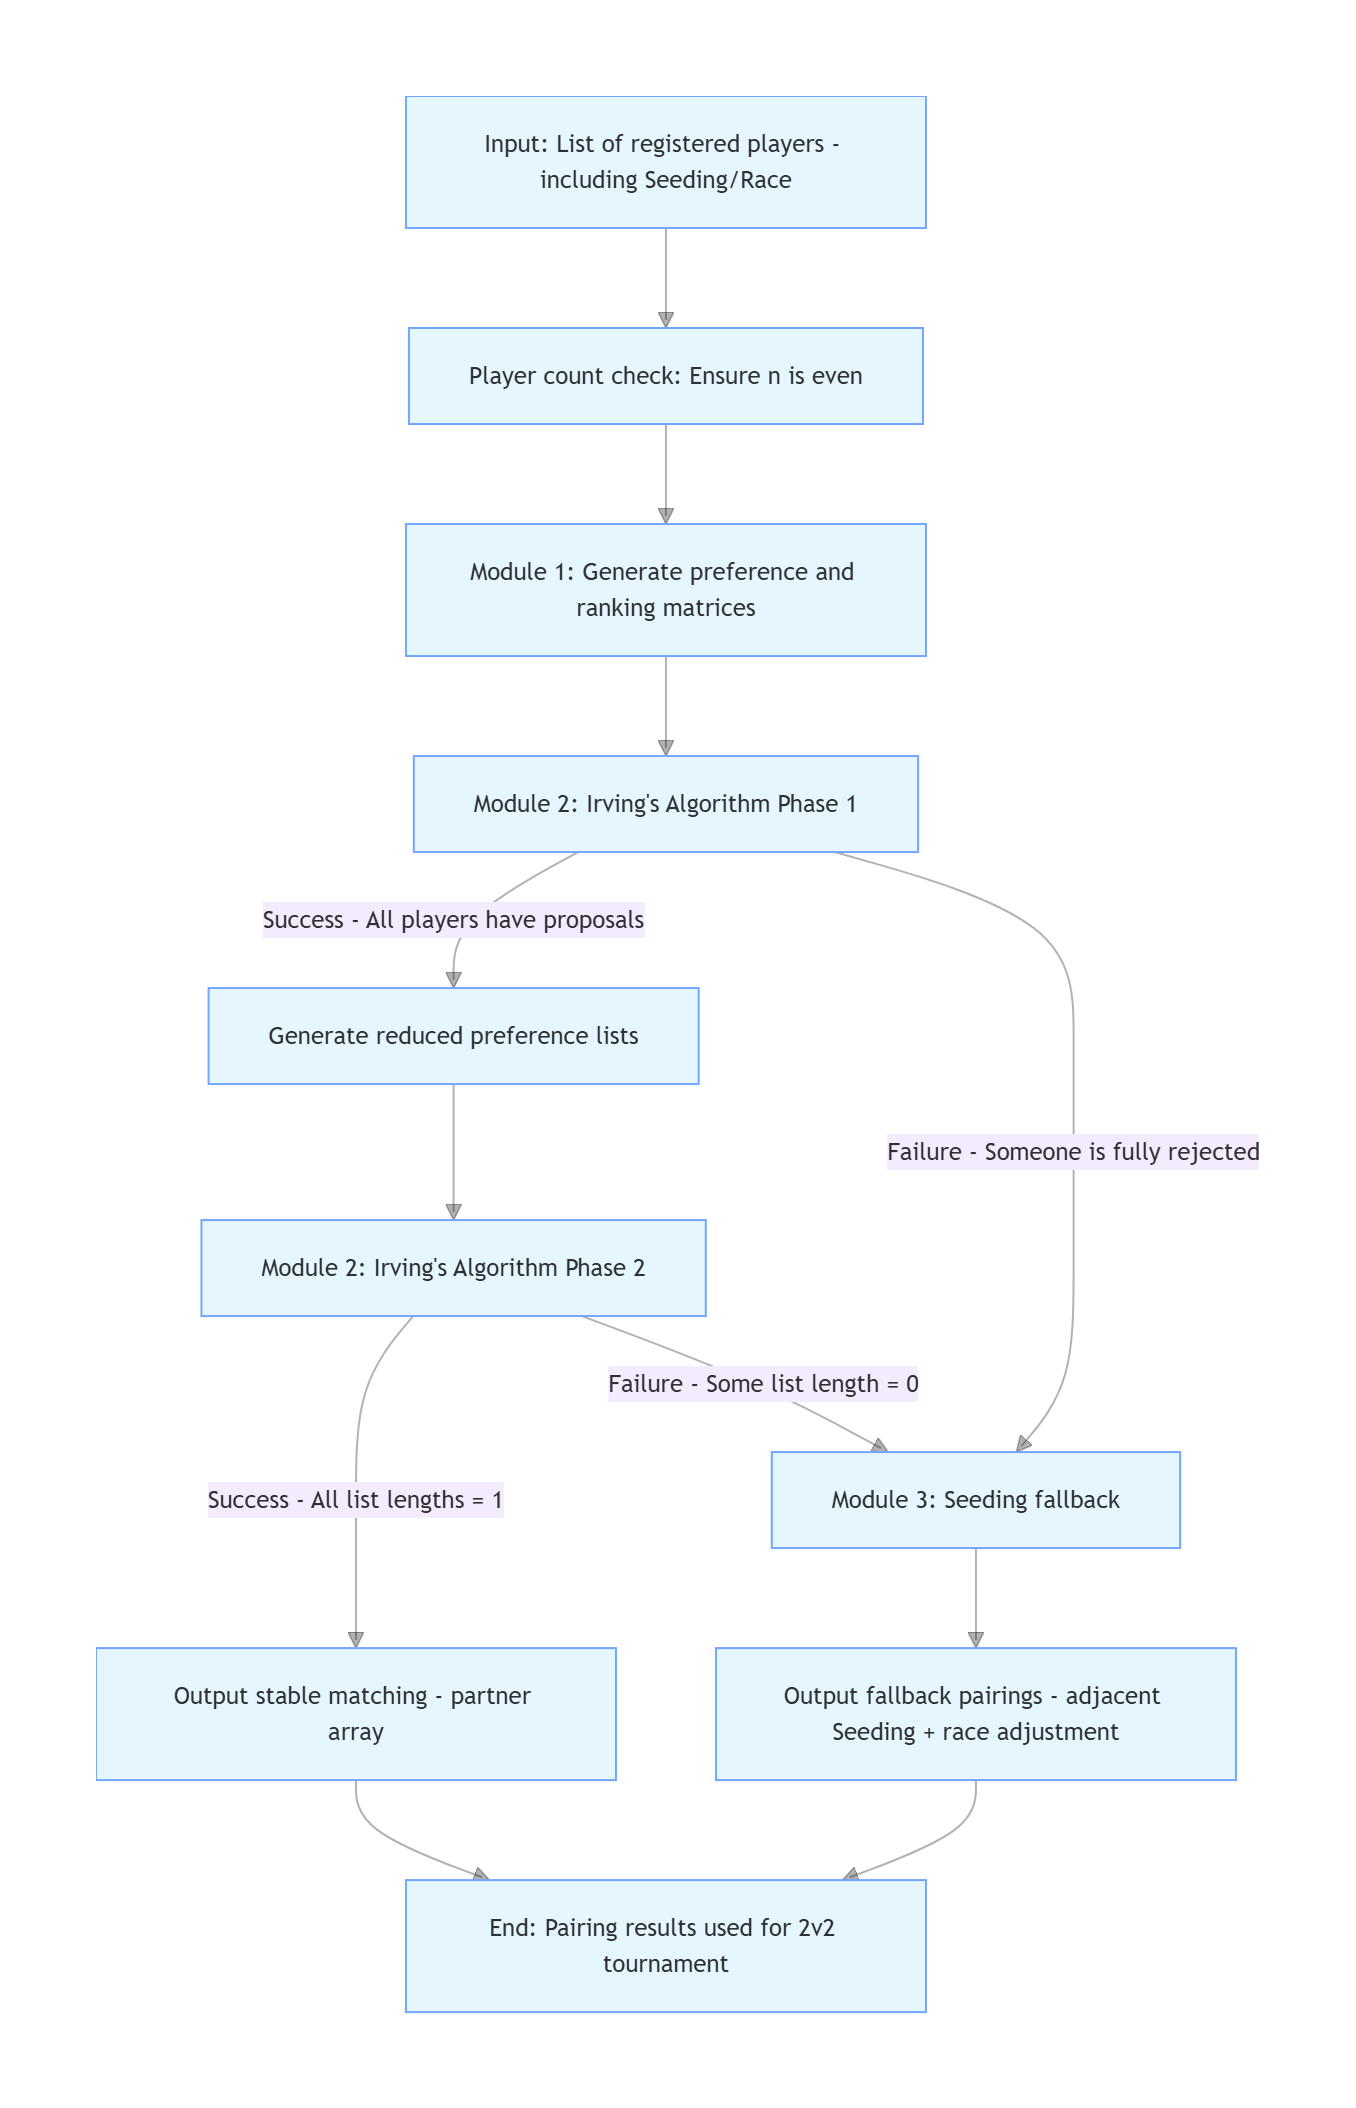 Input: List of registered players -
including Seeding/Race
Player count check: Ensure n is even
Module 1: Generate preference and
ranking matrices
Module 2: Irving's Algorithm Phase 1
Success - All players have proposals
Generate reduced preference lists
Failure - Someone is fully rejected
Module 2: Irving's Algorithm Phase 2
Failure - Some list length = 0
Success - All list lengths = 1
Module 3: Seeding fallback
Output stable matching - partner
array
Output fallback pairings - adjacent
Seeding + race adjustment
End: Pairing results used for 2v2
tournament